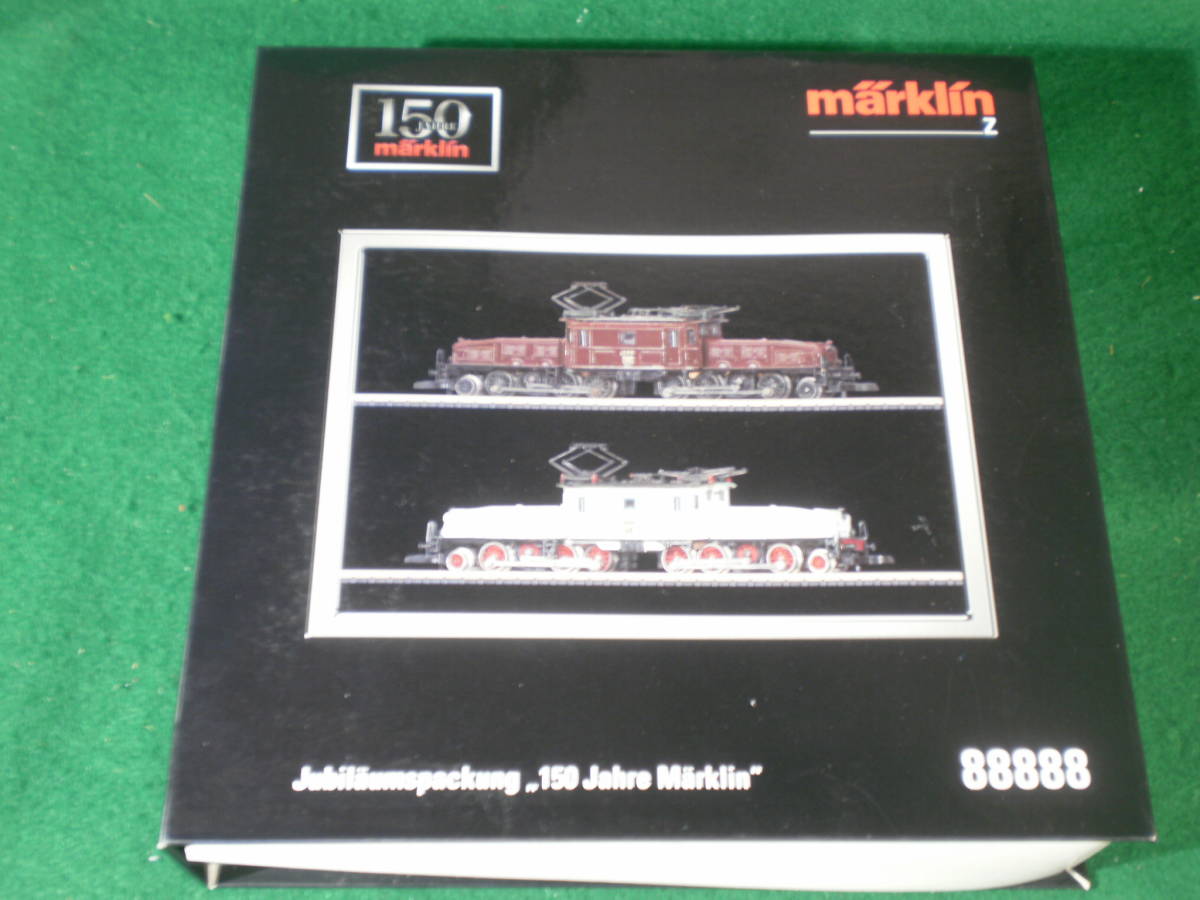 150
JAHRE
märklin
märklin
Z
Jubiläumspackung „150 Jahre Märklin"
88888